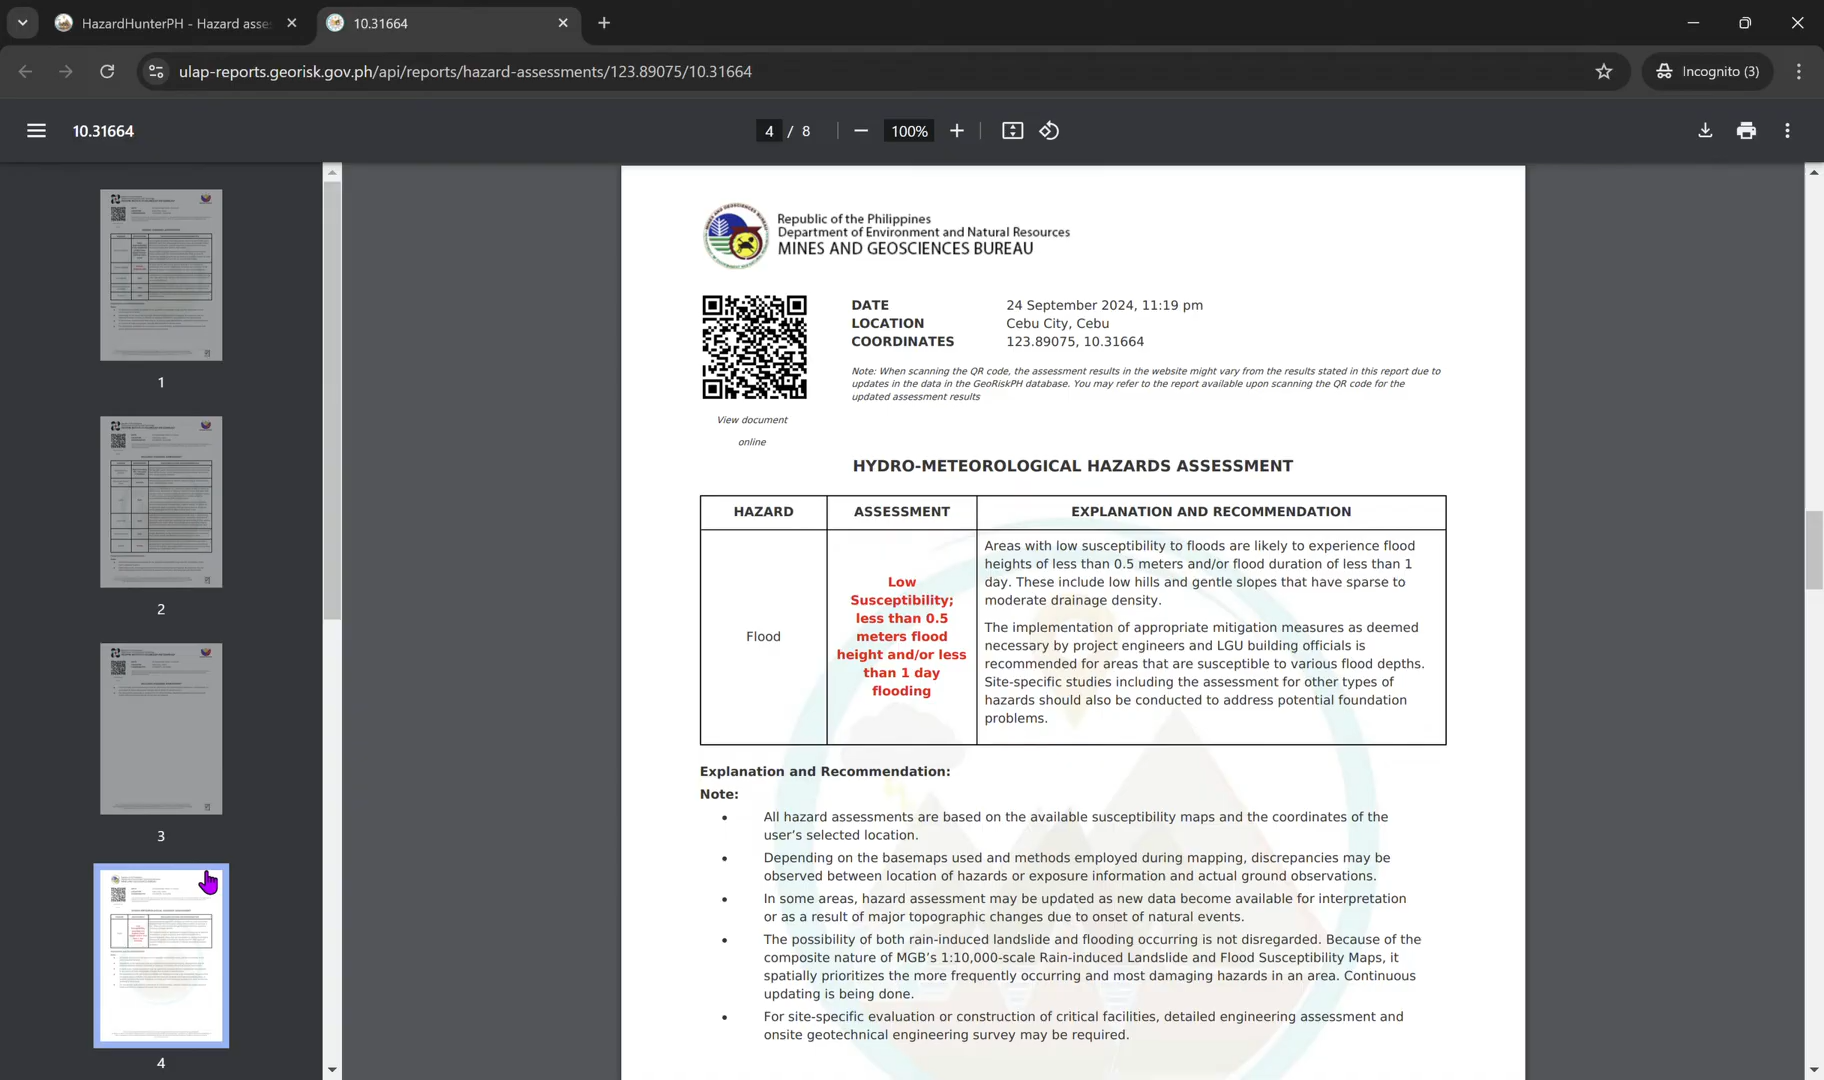 HazardHunterPH - Hazard asse
10.31664
ulap-reports.georisk.gov.ph/api/reports/hazard-assessments/123.89075/10.31664
Incognito (3)
10.31664
4 / 8
100%
1
2
3
4
Republic of the Philippines
Department of Environment and Natural Resources
MINES AND GEOSCIENCES BUREAU
View document
online
DATE 24 September 2024, 11:19 pm
LOCATION Cebu City, Cebu
COORDINATES 123.89075, 10.31664
Note: When scanning the QR code, the assessment results in the website might vary from the results stated in this report due to
updates in the data in the GeoRiskPH database. You may refer to the report available upon scanning the QR code for the
updated assessment results
HYDRO-METEOROLOGICAL HAZARDS ASSESSMENT
HAZARD ASSESSMENT EXPLANATION AND RECOMMENDATION
Flood
Low
Susceptibility;
less than 0.5
meters flood
height and/or less
than 1 day
flooding
Areas with low susceptibility to floods are likely to experience flood
heights of less than 0.5 meters and/or flood duration of less than 1
day. These include low hills and gentle slopes that have sparse to
moderate drainage density.
The implementation of appropriate mitigation measures as deemed
necessary by project engineers and LGU building officials is
recommended for areas that are susceptible to various flood depths.
Site-specific studies including the assessment for other types of
hazards should also be conducted to address potential foundation
problems.
Explanation and Recommendation:
Note:
• All hazard assessments are based on the available susceptibility maps and the coordinates of the
user's selected location.
• Depending on the basemaps used and methods employed during mapping, discrepancies may be
observed between location of hazards or exposure information and actual ground observations.
• In some areas, hazard assessment may be updated as new data become available for interpretation
or as a result of major topographic changes due to onset of natural events.
• The possibility of both rain-induced landslide and flooding occurring is not disregarded. Because of the
composite nature of MGB's 1:10,000-scale Rain-induced Landslide and Flood Susceptibility Maps, it
spatially prioritizes the more frequently occurring and most damaging hazards in an area. Continuous
updating is being done.
• For site-specific evaluation or construction of critical facilities, detailed engineering assessment and
onsite geotechnical engineering survey may be required.